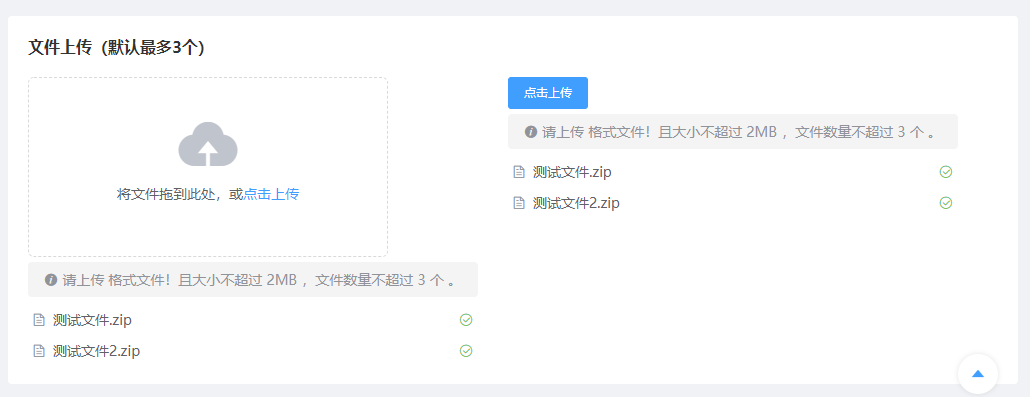 文件上传（默认最多3个）
将文件拖到此处，或点击上传
请上传 格式文件！且大小不超过 2MB ，文件数量不超过 3 个 。
测试文件.zip
测试文件2.zip
点击上传
请上传 格式文件！且大小不超过 2MB ，文件数量不超过 3 个 。
测试文件.zip
测试文件2.zip